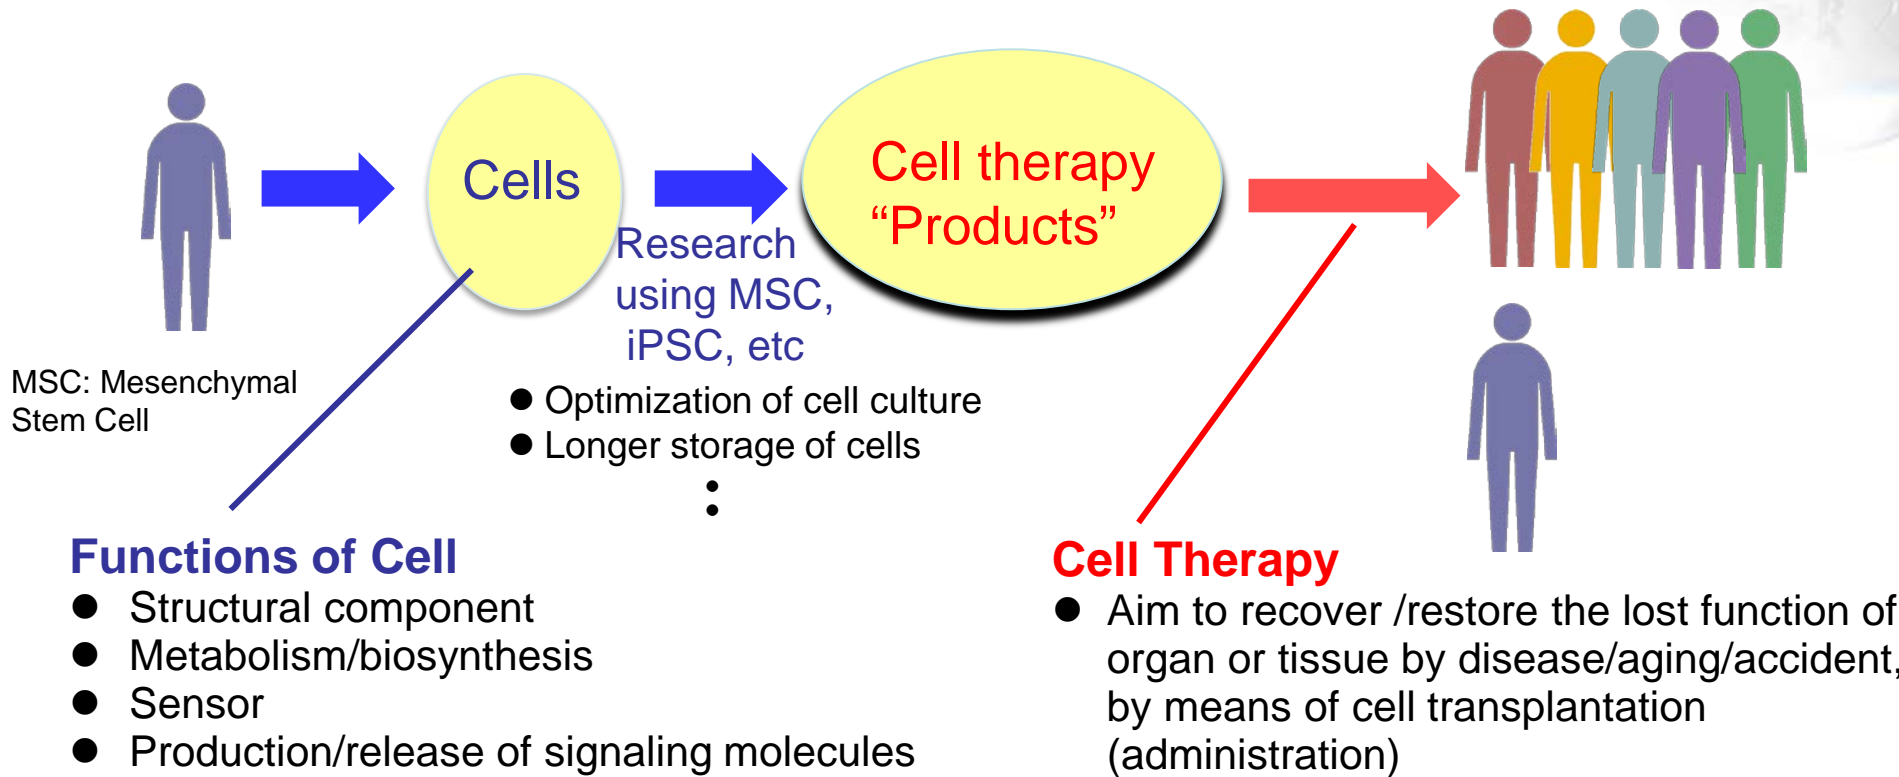 Cells
Cell therapy
“Products”
Research
using MSC,
iPSC, etc
MSC: Mesenchymal
Stem Cell
● Optimization of cell culture
● Longer storage of cells
Functions of Cell
● Structural component
● Metabolism/biosynthesis
● Sensor
● Production/release of signaling molecules
Cell Therapy
● Aim to recover /restore the lost function of
organ or tissue by disease/aging/accident,
by means of cell transplantation
(administration)